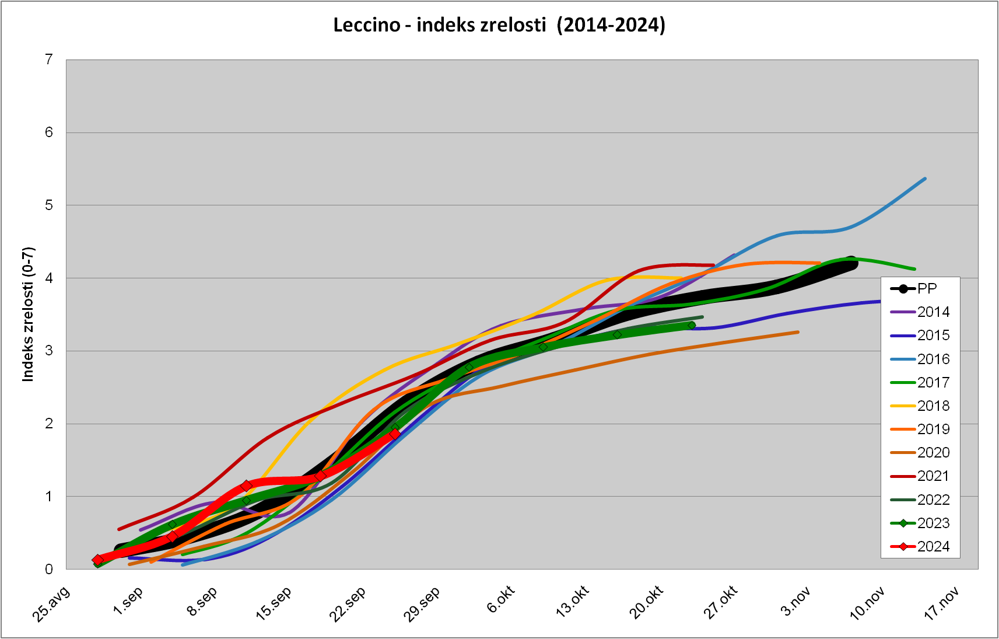 Leccino - indeks zrelosti  (2014-2024)
Indeks zrelosti (0-7)
7
6
5
4
3
2
1
0
25.avg
1.sep
8.sep
15.sep
22.sep
29.sep
6.okt
13.okt
20.okt
27.okt
3.nov
10.nov
17.nov
PP
2014
2015
2016
2017
2018
2019
2020
2021
2022
2023
2024